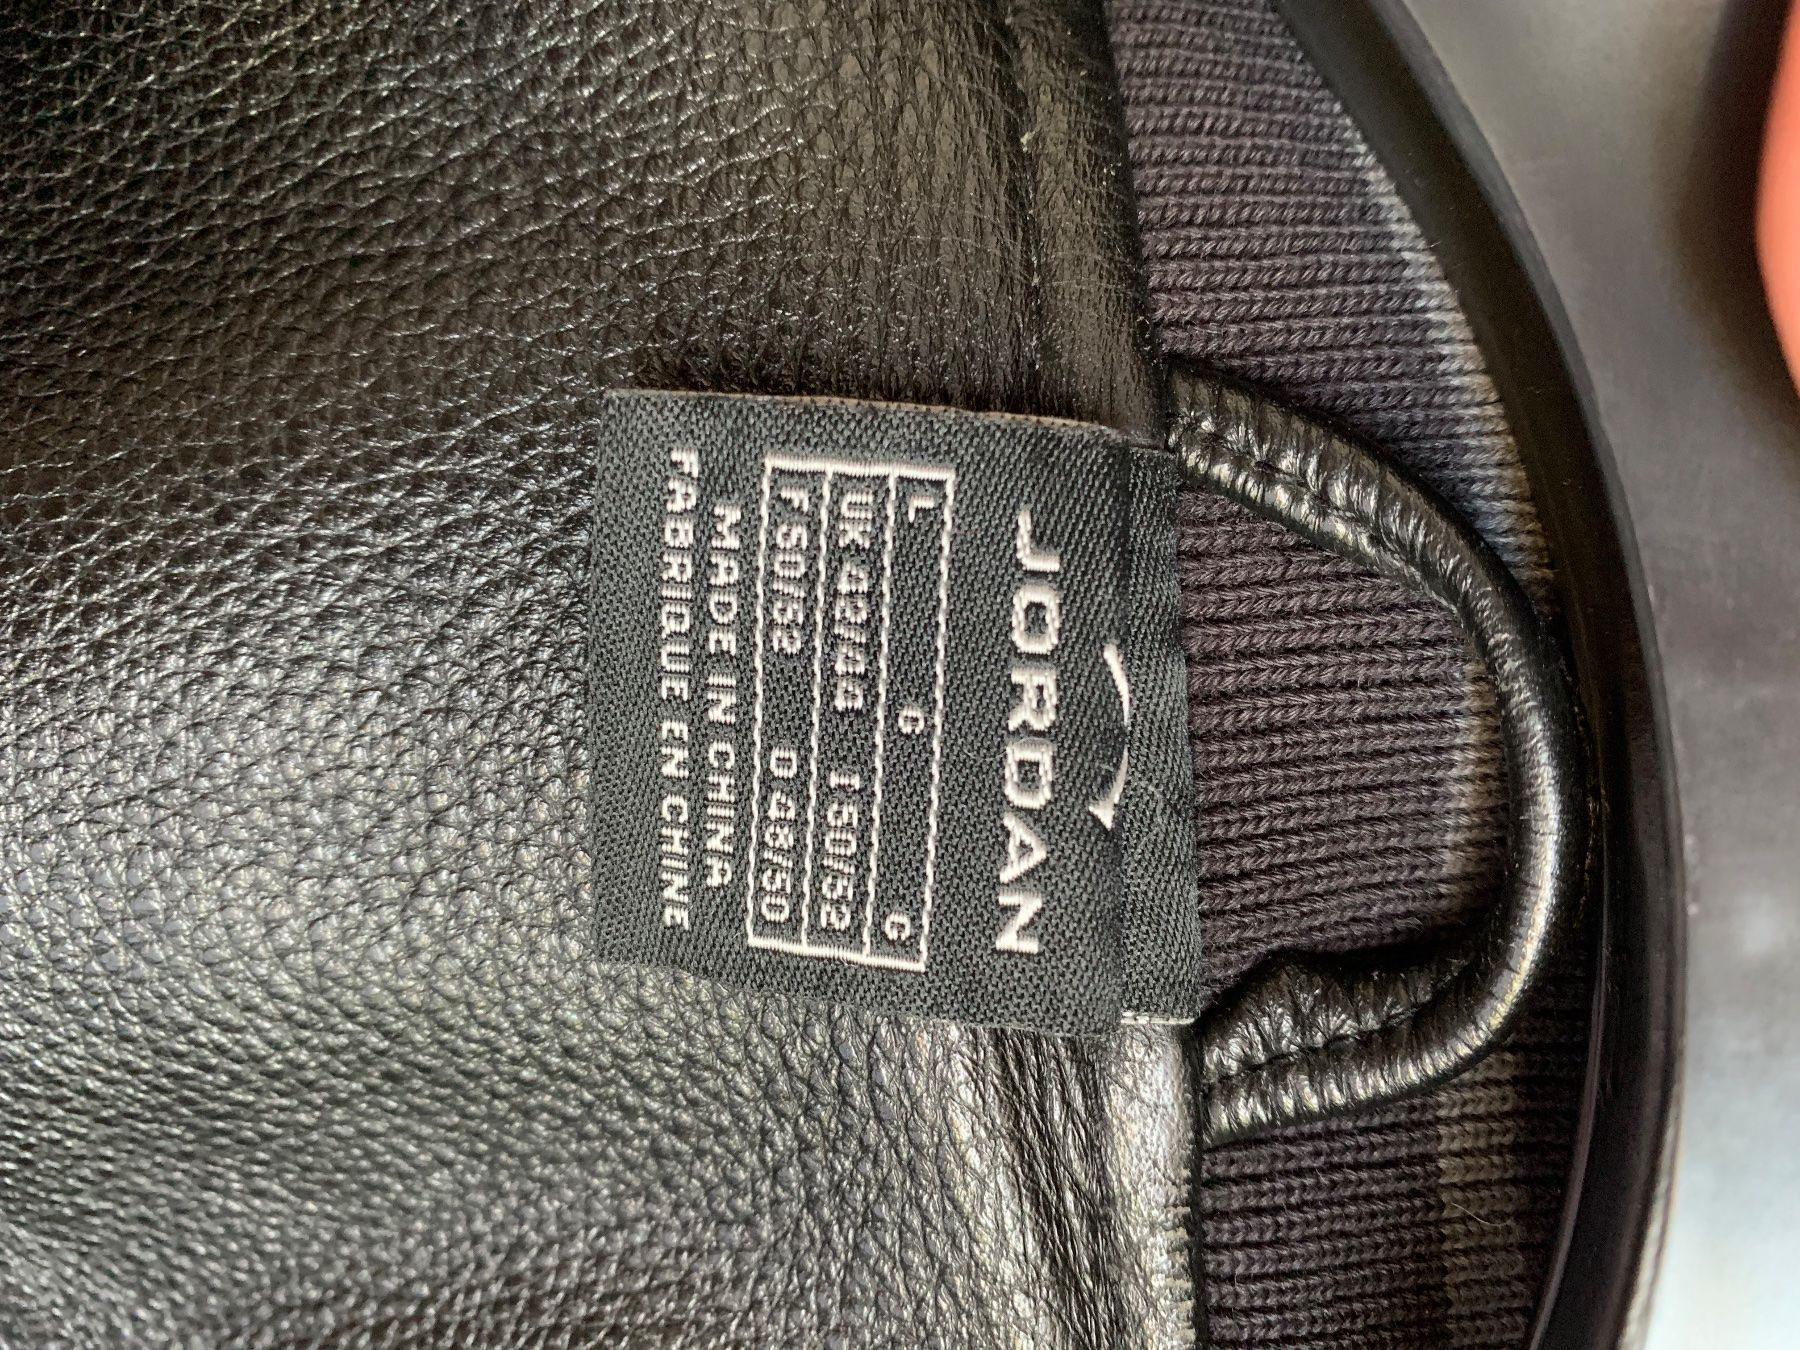 JORDAN
L C C
UK 42/44 I 50/52
F 50/52 D 48/50
MADE IN CHINA
FABRIQUE EN CHINE